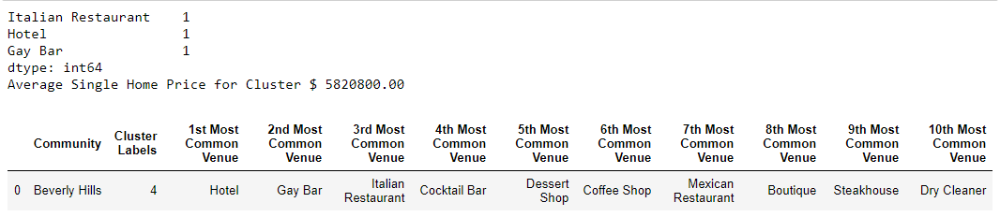 Italian Restaurant 1
Hotel 1
Gay Bar 1
dtype: int64
Average Single Home Price for Cluster $ 5820800.00
Community Cluster Labels 1st Most Common Venue 2nd Most Common Venue 3rd Most Common Venue 4th Most Common Venue 5th Most Common Venue 6th Most Common Venue 7th Most Common Venue 8th Most Common Venue 9th Most Common Venue 10th Most Common Venue
0 Beverly Hills 4 Hotel Gay Bar Italian Restaurant Cocktail Bar Dessert Shop Coffee Shop Mexican Restaurant Boutique Steakhouse Dry Cleaner